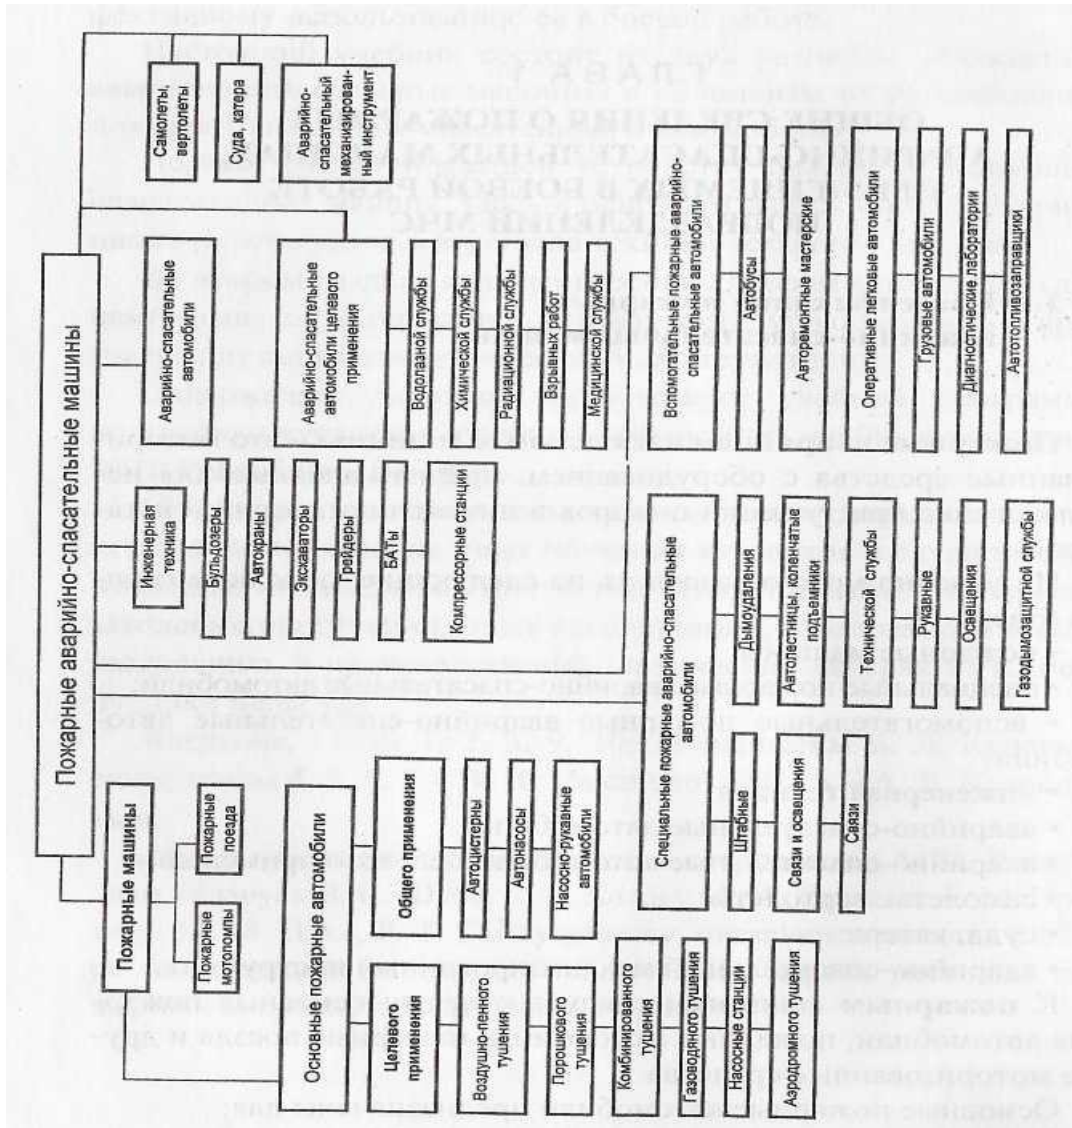 Пожарные аварийно-спасательные машины
Пожарные машины
Пожарные
мотопомпы
Пожарные
поезда
Основные пожарные автомобили
Целевого
применения
Общего применения
Воздушно-пенного
тушения
Порошкового
тушения
Комбинированного
тушения
Газоводяного тушения
Насосные станции
Аэродромного тушения
Автоцистерны
Автонасосы
Насосно-рукавные
автомобили
Инженерная
техника
Бульдозеры
Автокраны
Экскаваторы
Грейдеры
БАТы
Компрессорные станции
Аварийно-спасательные
автомобили
Аварийно-спасательные
автомобили целевого
применения
Водолазной службы
Химической службы
Радиационной службы
Взрывных работ
Медицинской службы
Самолеты,
вертолеты
Суда, катера
Аварийно-
спасательный
механизирован-
ный инструмент
Специальные пожарные аварийно-спасательные
автомобили
Штабные
Связи и освещения
Связи
Дымоудаления
Автолестницы, коленчатые
подъемники
Технической службы
Рукавные
Освещения
Газодымозащитной службы
Вспомогательные пожарные аварийно-
спасательные автомобили
Автобусы
Авторемонтные мастерские
Оперативные легковые автомобили
Грузовые автомобили
Диагностические лаборатории
Автотопливозаправщики